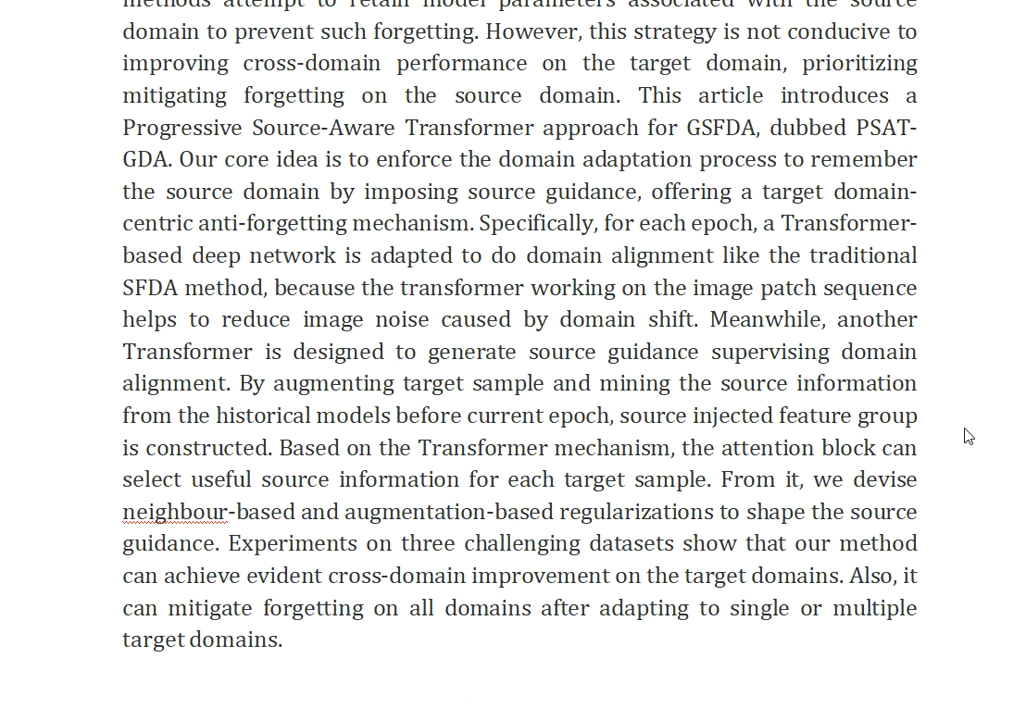 methods attempt to retain model parameters associated with the source
domain to prevent such forgetting. However, this strategy is not conducive to
improving cross-domain performance on the target domain, prioritizing
mitigating forgetting on the source domain. This article introduces a
Progressive Source-Aware Transformer approach for GSFDA, dubbed PSAT-
GDA. Our core idea is to enforce the domain adaptation process to remember
the source domain by imposing source guidance, offering a target domain-
centric anti-forgetting mechanism. Specifically, for each epoch, a Transformer-
based deep network is adapted to do domain alignment like the traditional
SFDA method, because the transformer working on the image patch sequence
helps to reduce image noise caused by domain shift. Meanwhile, another
Transformer is designed to generate source guidance supervising domain
alignment. By augmenting target sample and mining the source information
from the historical models before current epoch, source injected feature group
is constructed. Based on the Transformer mechanism, the attention block can
select useful source information for each target sample. From it, we devise
neighbour-based and augmentation-based regularizations to shape the source
guidance. Experiments on three challenging datasets show that our method
can achieve evident cross-domain improvement on the target domains. Also, it
can mitigate forgetting on all domains after adapting to single or multiple
target domains.